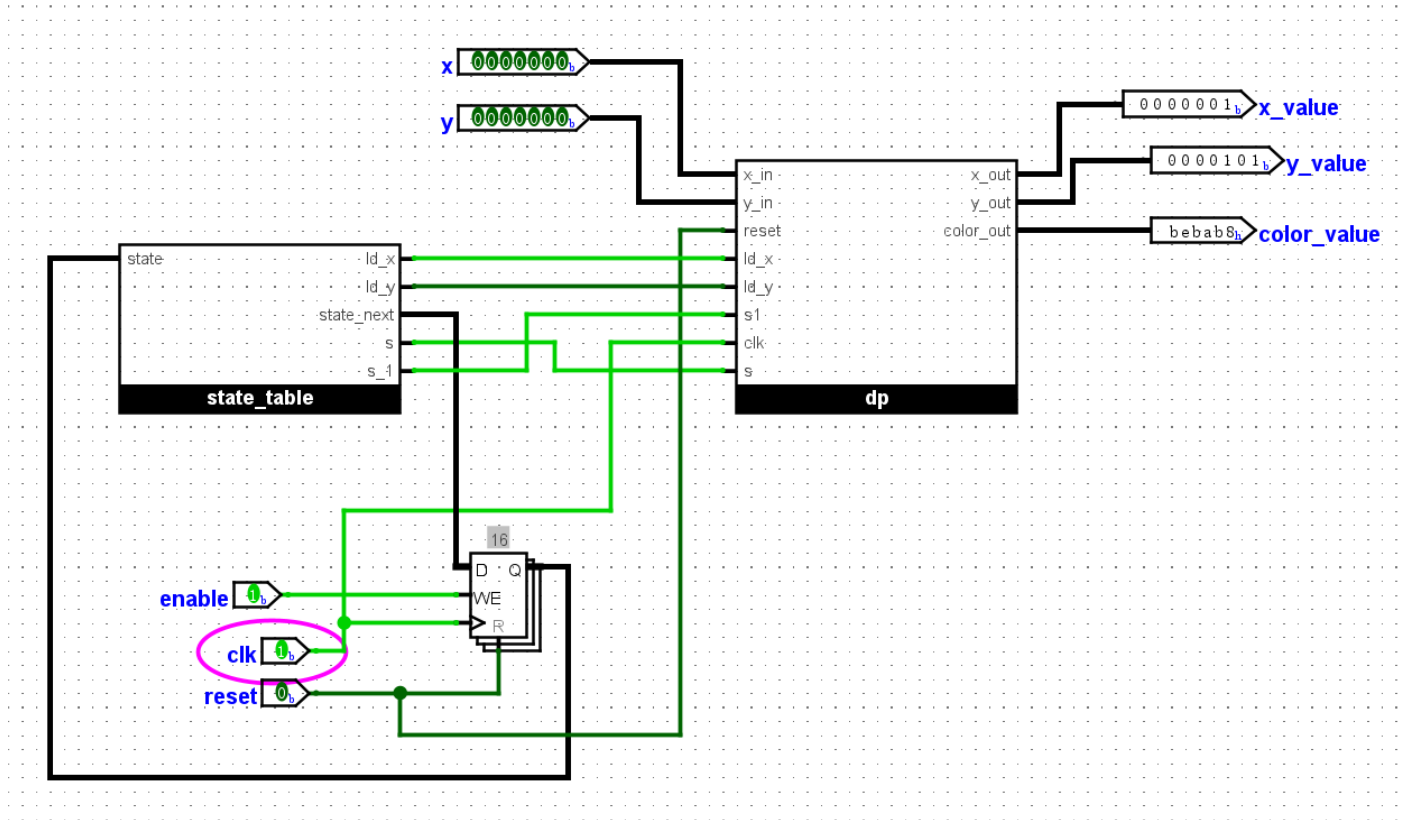 x 0000000b
y 0000000b
0000001b x_value
0000101b y_value
bebab8h color_value
x_in x_out
y_in y_out
reset color_out
state ld_x ld_x
ld_y ld_y
state_next s1
s clk
s_1 s
state_table dp
16
D Q
enable 1b WE
R
clk 1b
reset 0b